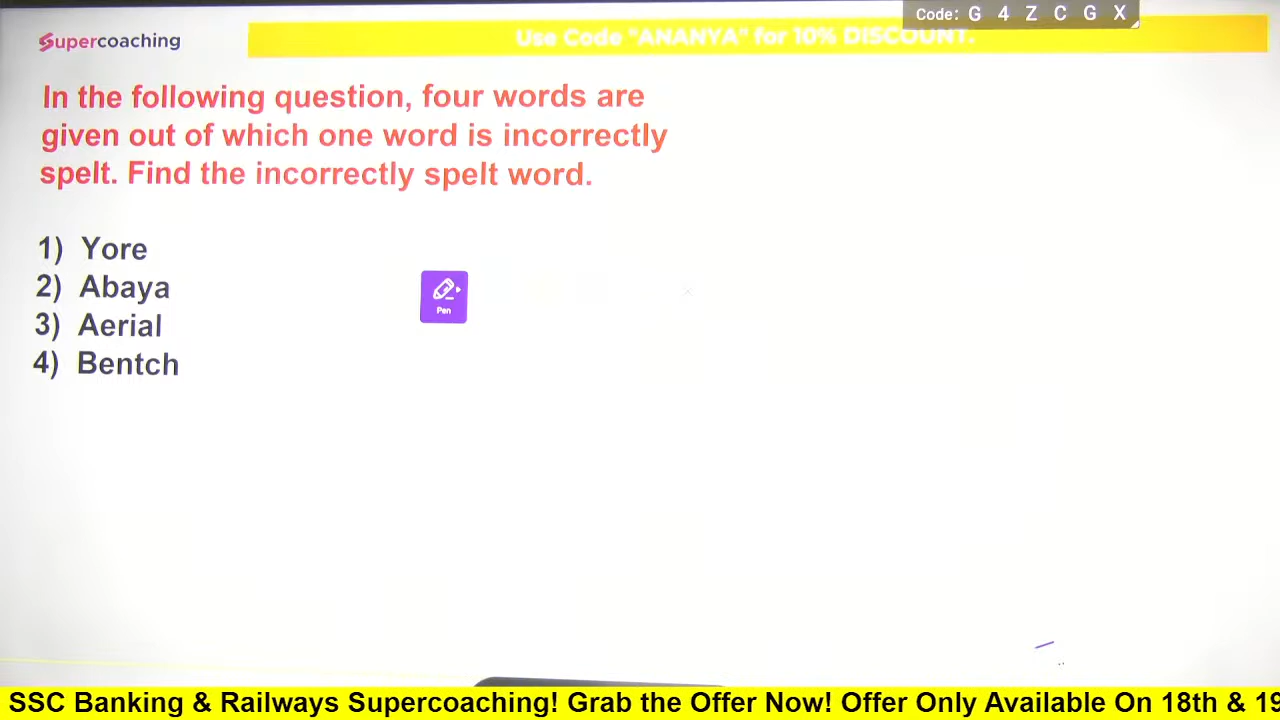 Supercoaching
Use Code "ANANYA" for 10% DISCOUNT.
Code: G 4 Z C G X
In the following question, four words are
given out of which one word is incorrectly
spelt. Find the incorrectly spelt word.
1) Yore
2) Abaya
3) Aerial
4) Bentch
Pen
SSC Banking & Railways Supercoaching! Grab the Offer Now! Offer Only Available On 18th & 19